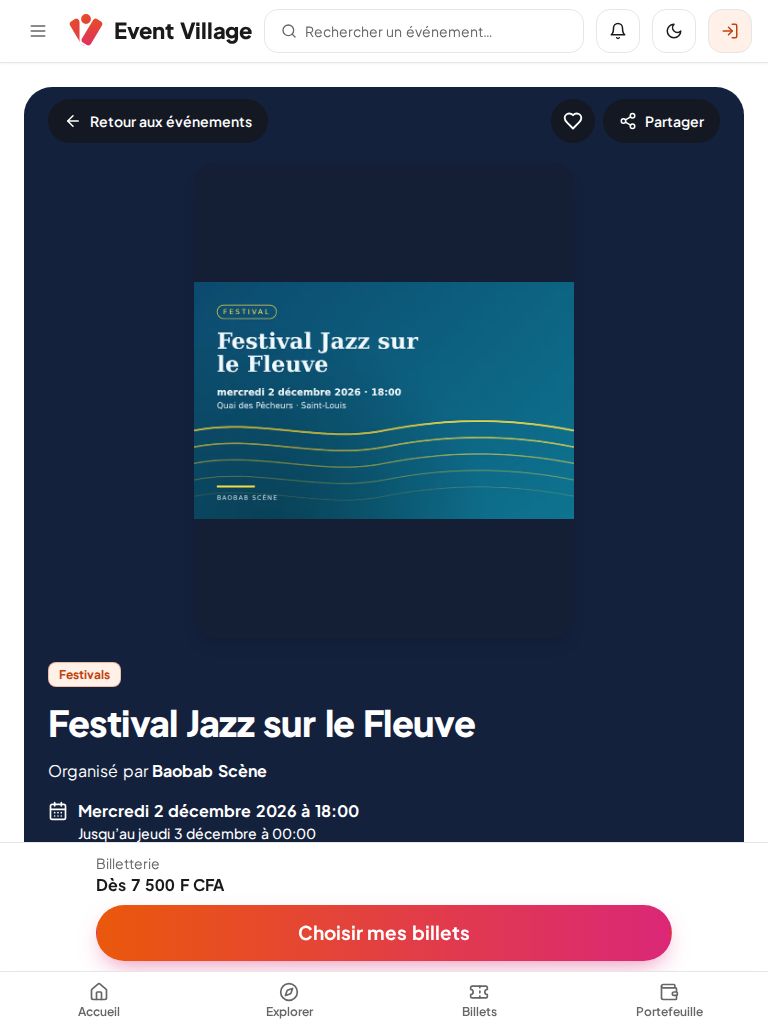 Event Village
Rechercher un événement...
Retour aux événements
Partager
FESTIVAL
Festival Jazz sur
le Fleuve
mercredi 2 décembre 2026 · 18:00
Quai des Pêcheurs · Saint-Louis
BAOBAB SCÈNE
Festivals
Festival Jazz sur le Fleuve
Organisé par Baobab Scène
Mercredi 2 décembre 2026 à 18:00
Jusqu'au jeudi 3 décembre à 00:00
Billetterie
Dès 7 500 F CFA
Choisir mes billets
Accueil
Explorer
Billets
Portefeuille